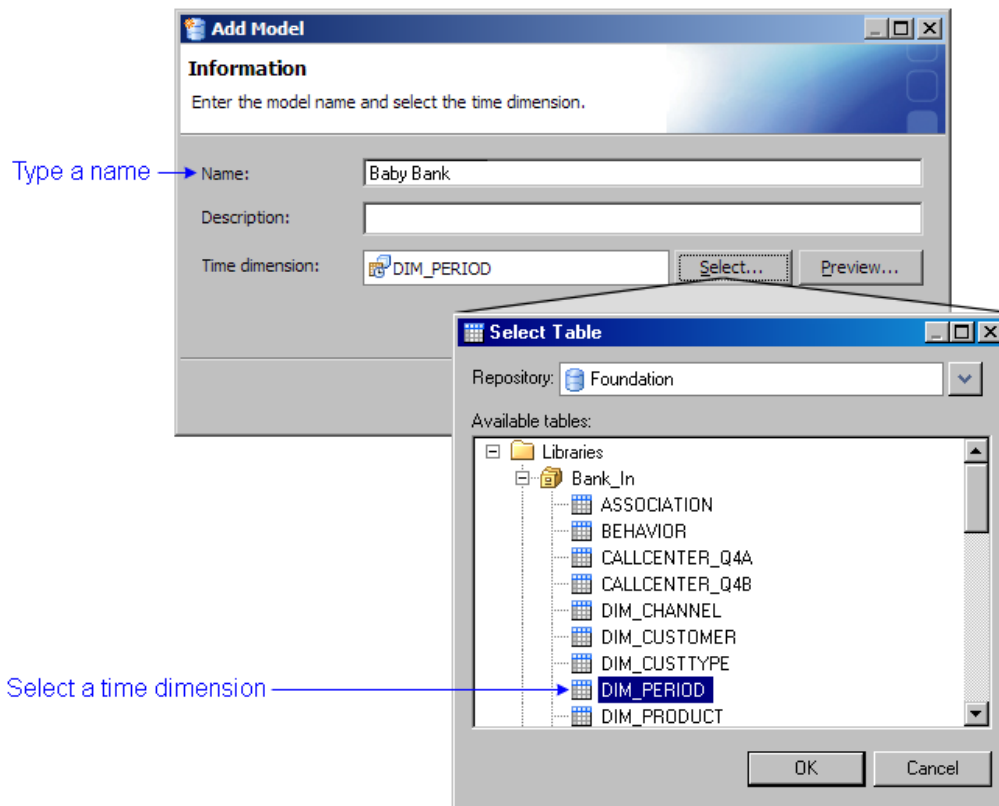 Add Model
Information
Enter the model name and select the time dimension.
Type a name
Name:
Baby Bank
Description:
Time dimension:
DIM_PERIOD
Select...
Preview...
Select Table
Repository:
Foundation
Available tables:
Libraries
Bank_In
ASSOCIATION
BEHAVIOR
CALLCENTER_Q4A
CALLCENTER_Q4B
DIM_CHANNEL
DIM_CUSTOMER
DIM_CUSTTYPE
Select a time dimension
DIM_PERIOD
DIM_PRODUCT
OK
Cancel